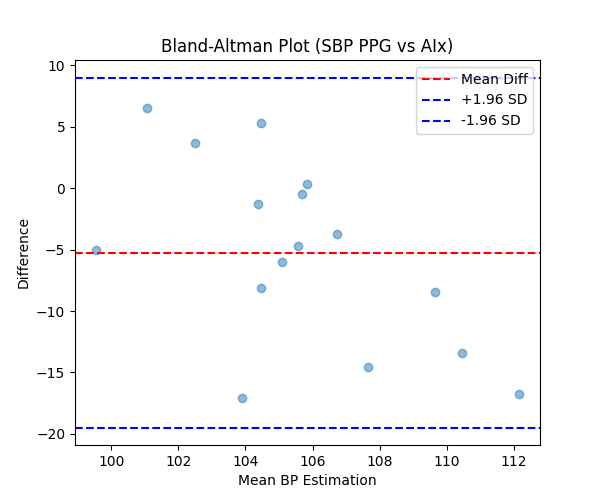 Bland-Altman Plot (SBP PPG vs AIx)
10
5
0
−5
−10
−15
−20
Difference
Mean Diff
+1.96 SD
-1.96 SD
100 102 104 106 108 110 112
Mean BP Estimation